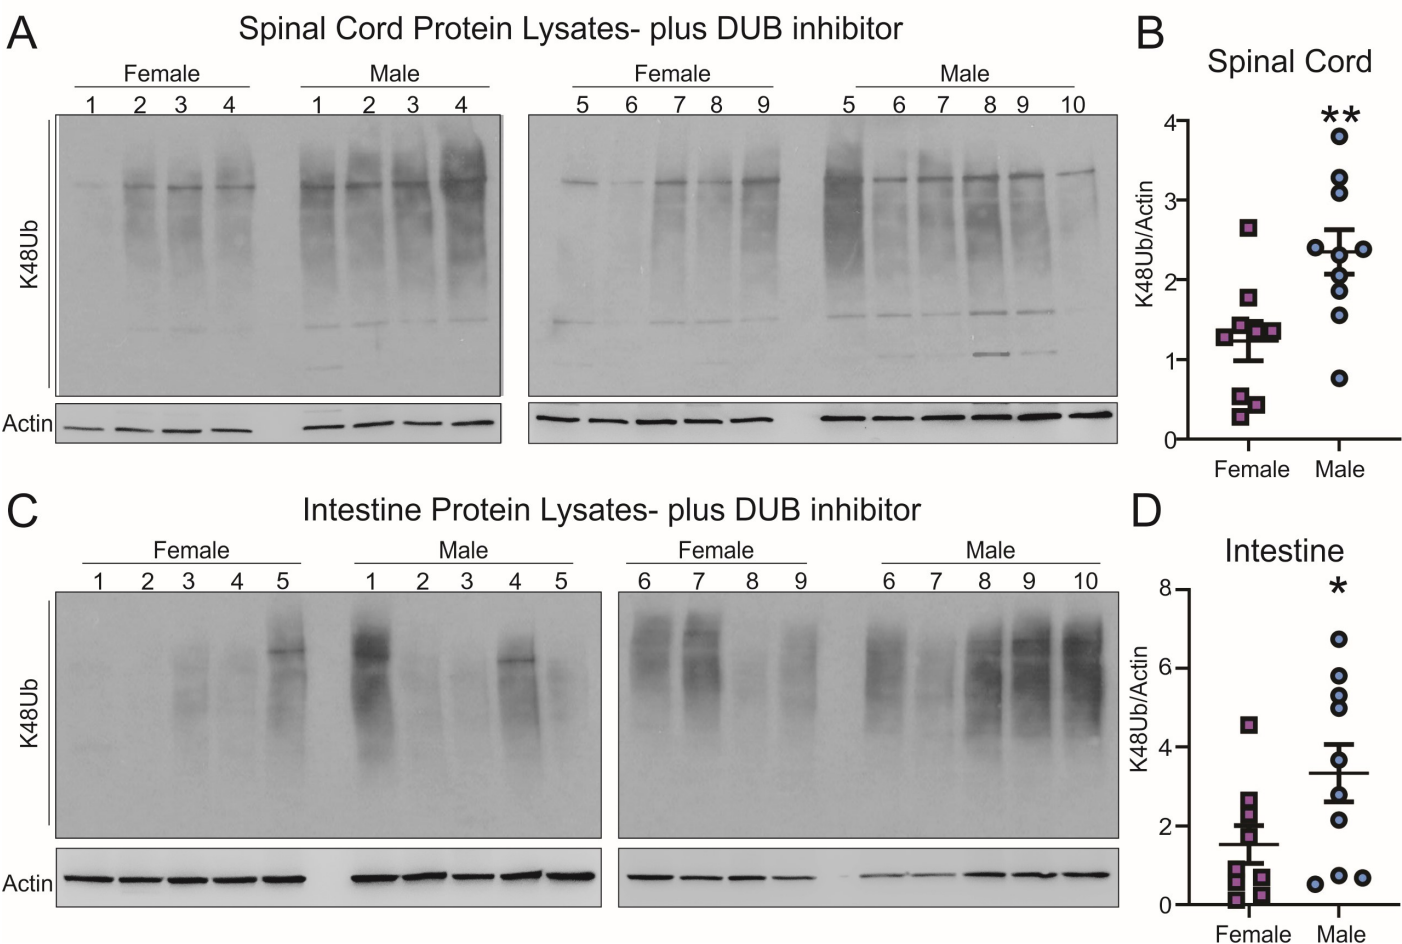 A
Spinal Cord Protein Lysates- plus DUB inhibitor
Female Male Female Male
1 2 3 4 1 2 3 4 5 6 7 8 9 5 6 7 8 9 10
K48Ub
Actin
B
Spinal Cord
**
4
3
2
1
0
K48Ub/Actin
Female Male
C
Intestine Protein Lysates- plus DUB inhibitor
Female Male Female Male
1 2 3 4 5 1 2 3 4 5 6 7 8 9 6 7 8 9 10
K48Ub
Actin
D
Intestine
*
8
6
4
2
0
K48Ub/Actin
Female Male